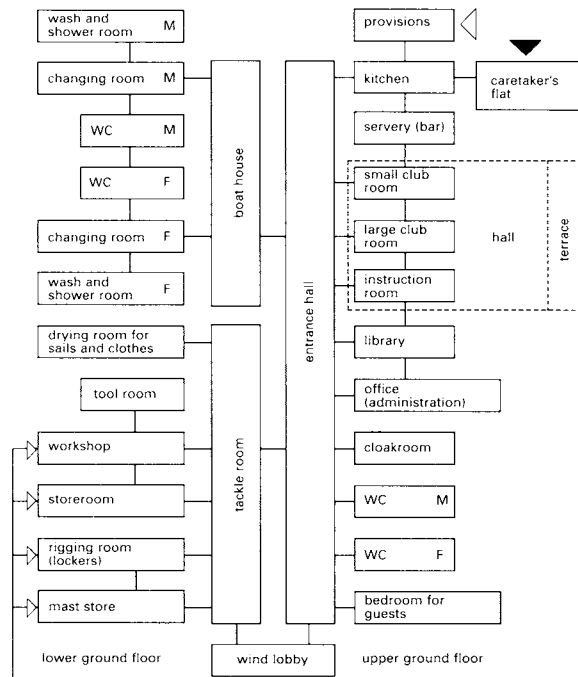 wash and
shower room M
changing room M
WC M
WC F
changing room F
wash and
shower room F
drying room for
sails and clothes
tool room
workshop
storeroom
rigging room
(lockers)
mast store
lower ground floor
boat house
tackle room
wind lobby
entrance hall
provisions
kitchen
caretaker's
flat
servery (bar)
small club
room
large club
room
instruction
room
hall
terrace
library
office
(administration)
cloakroom
WC M
WC F
bedroom for
guests
upper ground floor